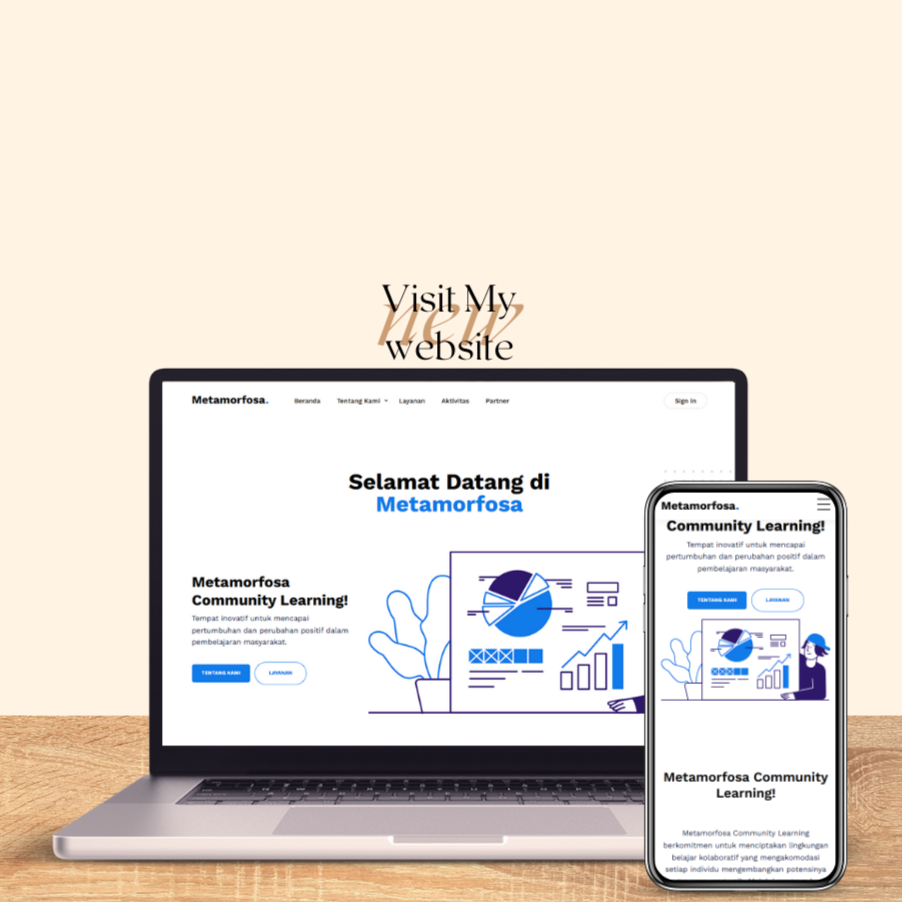 Visit My
new
website
Metamorfosa.
Beranda
Tentang Kami
Layanan
Aktivitas
Partner
Sign In
Selamat Datang di
Metamorfosa
Metamorfosa
Community Learning!
Tempat inovatif untuk mencapai
pertumbuhan dan perubahan positif dalam
pembelajaran masyarakat.
TENTANG KAMI
LAYANAN
Metamorfosa.
Community Learning!
Tempat inovatif untuk mencapai
pertumbuhan dan perubahan positif dalam
pembelajaran masyarakat.
TENTANG KAMI
LAYANAN
Metamorfosa Community
Learning!
Metamorfosa Community Learning
berkomitmen untuk menciptakan lingkungan
belajar kolaboratif yang mengakomodasi
setiap individu mengembangkan potensinya